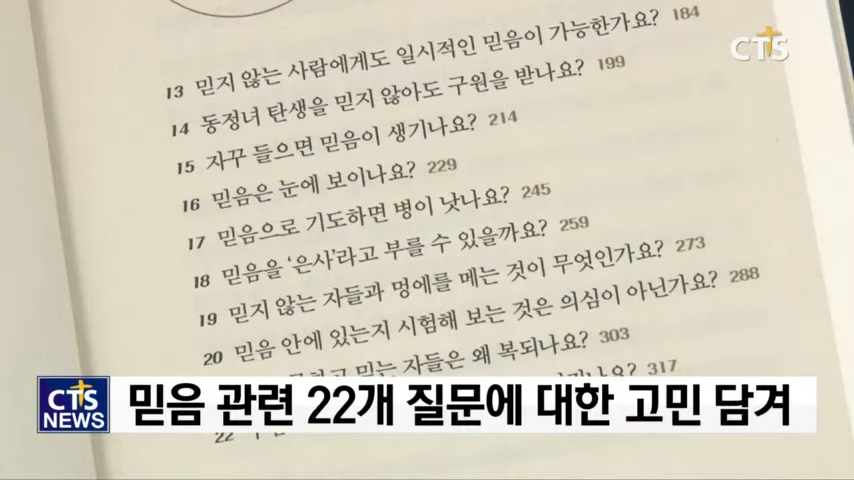 13 믿지 않는 사람에게도 일시적인 믿음이 가능한가요? 184
CTS
14 동정녀 탄생을 믿지 않아도 구원을 받나요? 199
15 자꾸 들으면 믿음이 생기나요? 214
16 믿음은 눈에 보이나요? 229
17 믿음으로 기도하면 병이 낫나요? 245
18 믿음을 ‘은사’라고 부를 수 있을까요? 259
19 믿지 않는 자들과 멍에를 메는 것이 무엇인가요? 273
20 믿음 안에 있는지 시험해 보는 것은 의심이 아닌가요? 288
믿는 자들은 왜 복되나요? 303
317
CTS NEWS
믿음 관련 22개 질문에 대한 고민 담겨
22